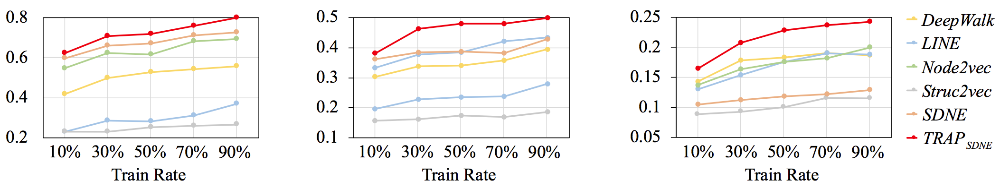 0.8
0.6
0.4
0.2
10% 30% 50% 70% 90%
Train Rate
0.5
0.4
0.3
0.2
0.1
10% 30% 50% 70% 90%
Train Rate
0.25
0.2
0.15
0.1
0.05
10% 30% 50% 70% 90%
Train Rate
DeepWalk
LINE
Node2vec
Struc2vec
SDNE
TRAP SDNE